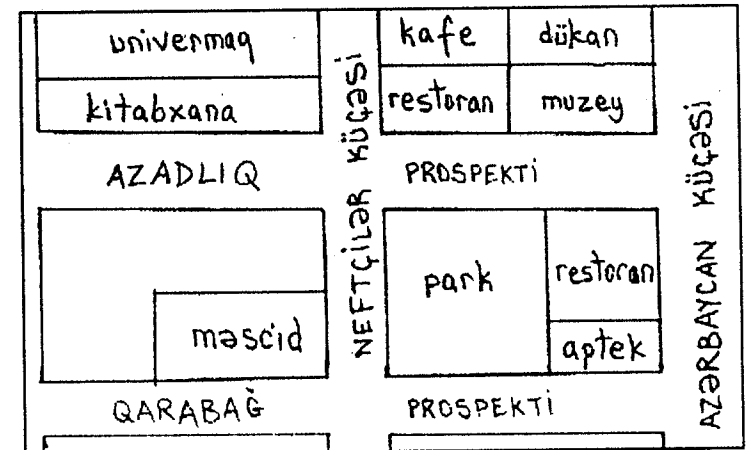 univermaq
kitabxana
kafe
dükan
restoran
muzey
NEFTÇİLƏR KÜÇƏSİ
AZƏRBAYCAN KÜÇƏSİ
AZADLIQ PROSPEKTİ
park
restoran
məscid
aptek
QARABAĞ PROSPEKTİ